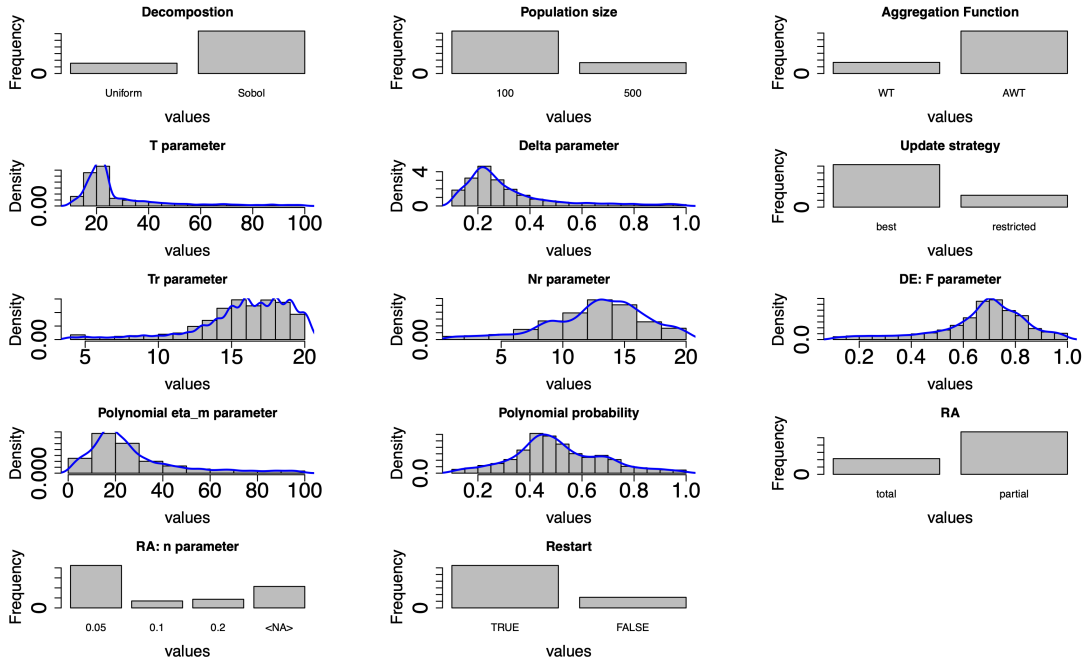 Decompostion
Frequency
0
Uniform Sobol
values
Population size
Frequency
0
100 500
values
Aggregation Function
Frequency
0
WT AWT
values
T parameter
Density
0.00
20 40 60 80 100
values
Delta parameter
Density
0 4
0.2 0.4 0.6 0.8 1.0
values
Update strategy
Frequency
0
best restricted
values
Tr parameter
Density
0.00
5 10 15 20
values
Nr parameter
Density
0.00
5 10 15 20
values
DE: F parameter
Density
0.0
0.2 0.4 0.6 0.8 1.0
values
Polynomial eta_m parameter
Density
0.000
0 20 40 60 80 100
values
Polynomial probability
Density
0.0
0.2 0.4 0.6 0.8 1.0
values
RA
Frequency
0
total partial
values
RA: n parameter
Frequency
0
0.05 0.1 0.2 <NA>
values
Restart
Frequency
0
TRUE FALSE
values